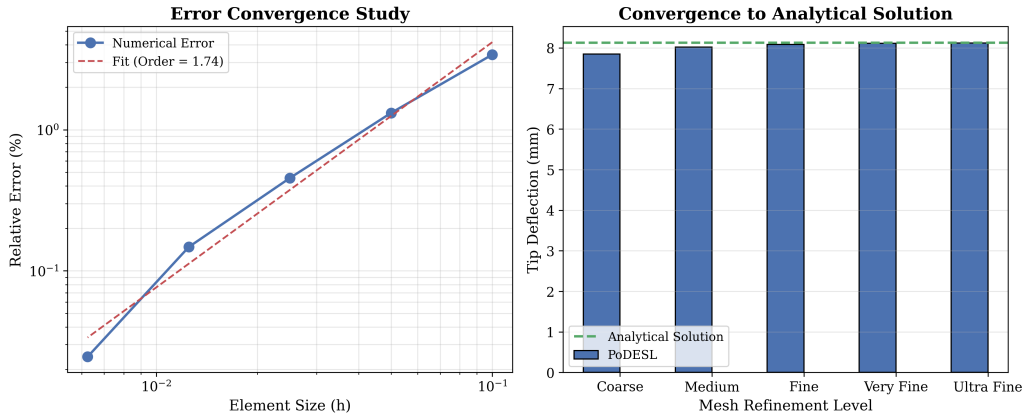 Error Convergence Study
Numerical Error
Fit (Order = 1.74)
10⁰
10⁻¹
10⁻²
10⁻¹
Relative Error (%)
Element Size (h)
Convergence to Analytical Solution
8
7
6
5
4
3
2
1
0
Tip Deflection (mm)
Analytical Solution
PoDESL
Coarse Medium Fine Very Fine Ultra Fine
Mesh Refinement Level